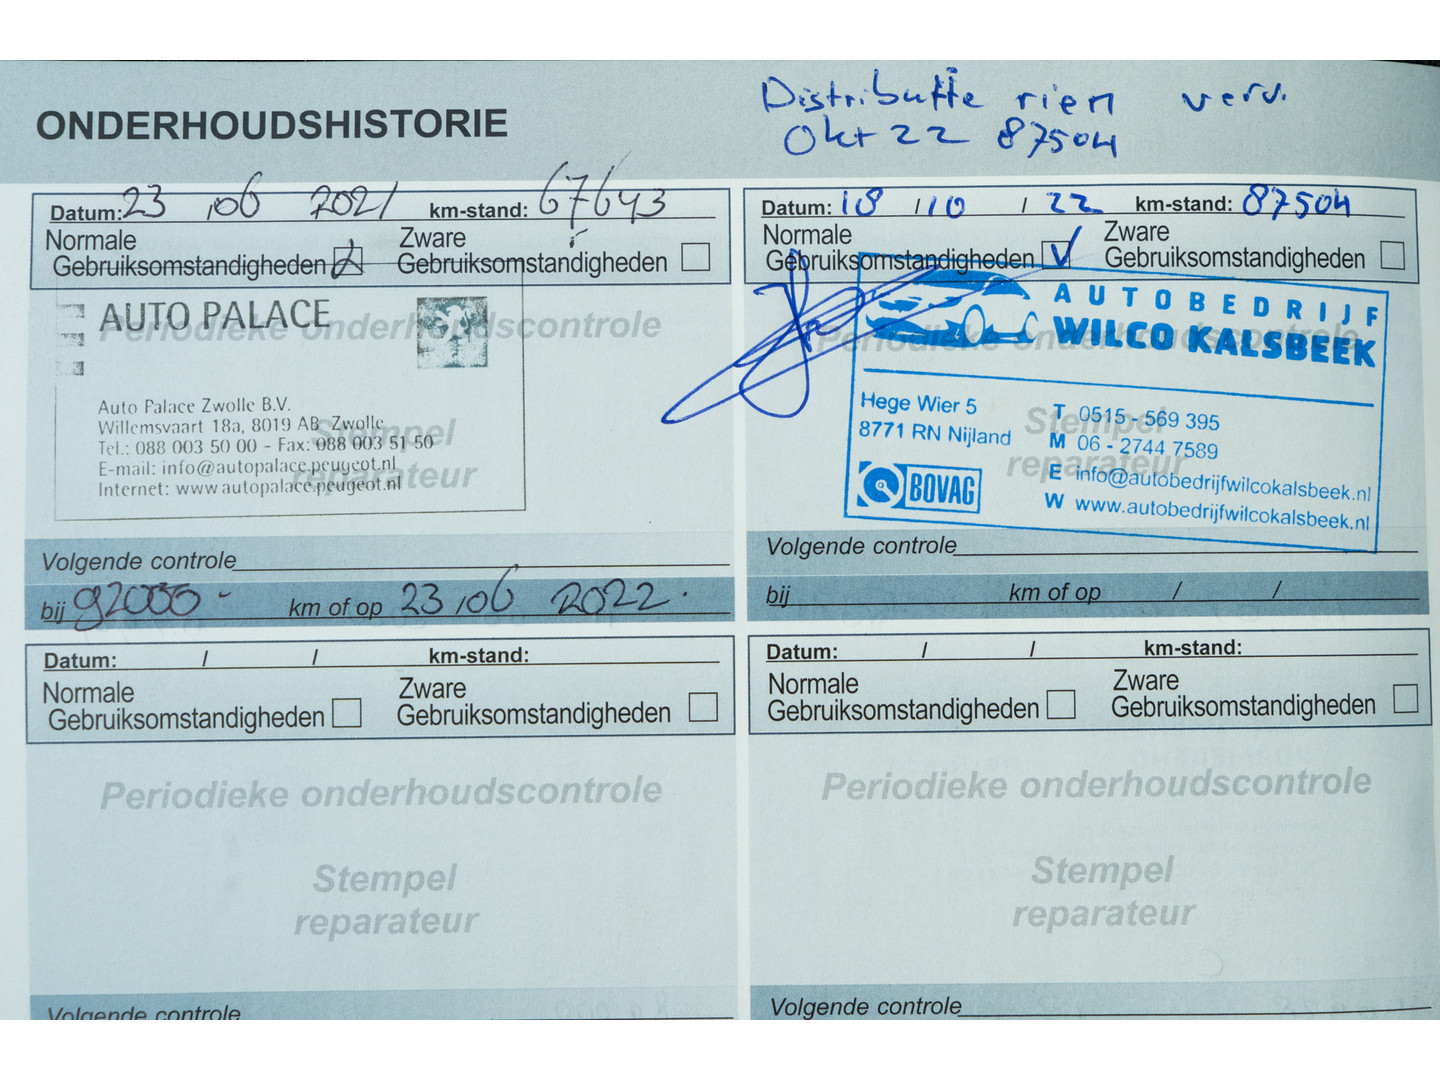 ONDERHOUDSHISTORIE
Distributie riem verv.
Okt 22 87504
Datum: 23 / 06 2021 km-stand: 67643
Normale Zware
Gebruiksomstandigheden Gebruiksomstandigheden
AUTO PALACE
Periodieke onderhoudscontrole
Auto Palace Zwolle B.V.
Willemsvaart 18a, 8019 AB Zwolle
Stempel
Tel.: 088 003 50 00 - Fax: 088 003 51 50
E-mail: info@autopalace.peugeot.nl
reparateur
Internet: www.autopalace.peugeot.nl
Volgende controle
bij 92000 - km of op 23 / 06 2022
Datum: 18 / 10 / 22 km-stand: 87504
Normale Zware
Gebruiksomstandigheden V Gebruiksomstandigheden
AUTOBEDRIJF
WILCO KALSBEEK
Periodieke onderhoudscontrole
Hege Wier 5 T 0515 - 569 395
Stempel
8771 RN Nijland M 06 - 2744 7589
reparateur
E info@autobedrijfwilcokalsbeek.nl
BOVAG W www.autobedrijfwilcokalsbeek.nl
Volgende controle
bij km of op / /
Datum: / / km-stand:
Normale Zware
Gebruiksomstandigheden Gebruiksomstandigheden
Periodieke onderhoudscontrole
Stempel
reparateur
Volgende controle
Datum: / / km-stand:
Normale Zware
Gebruiksomstandigheden Gebruiksomstandigheden
Periodieke onderhoudscontrole
Stempel
reparateur
Volgende controle